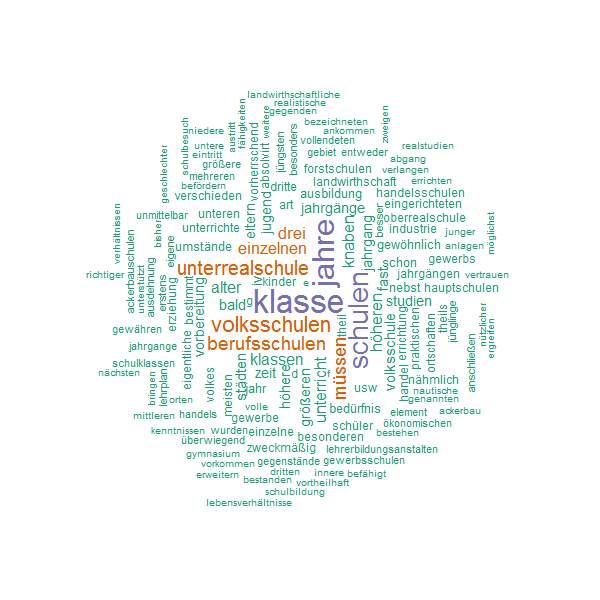 landwirthschaftliche
realistische
gegenden
weitere
fähigkeiten
austritt
niedere
schulbesuch
untere
eintritt
größere
mehreren
befördern
verschieden
geschlechter
vorherrschend
absolvirt
jüngsten
besonders
bezeichneten
ankommen
vollendeten
zweigen
gebiet
entweder
realstudien
abgang
verlangen
errichten
forstschulen
landwirthschaft
handelsschulen
dritte
ausbildung
eingerichteten
art
jahrgänge
oberrealschule
besser
industrie
junger
möglichst
gewöhnlich
anlagen
verhältnissen
unmittelbar
unteren
unterrichte
bisher
eltern
jugend
drei
einzelnen
jahre
knaben
jahrgang
schon
gewerbs
umstände
eigene
ackerbauschulen
richtiger
unterstützt
ausdehnung
erstens
erziehung
bestimmt
vorbereitung
unterrealschule
alter
iv
kinder
e
fast
jahrgängen
vertrauen
nebst
hauptschulen
bald
g
klasse
schulen
höheren
studien
theils
jünglinge
nützlicher
ergreifen
gewähren
volksschulen
theil
volksschule
errichtung
praktischen
ortschaften
jahrgange
berufsschulen
müssen
handel
anschließen
eigentliche
schulklassen
nächsten
städten
klassen
zeit
d
f
nähmlich
o
nautische
genannten
bringen
lehrplan
volkes
meisten
jahr
höhere
größeren
unterricht
usw
orten
mittleren
handels
volle
gewerbe
bedürfnis
element
ackerbau
schüler
ökonomischen
kenntnissen
wurden
einzelne
besonderen
bestehen
überwiegend
zweckmäßig
lehrerbildungsanstalten
gymnasium
vorkommen
gegenstände
gewerbsschulen
erweitern
dritten
innere
befähigt
bestanden
vortheilhaft
schulbildung
lebensverhältnisse